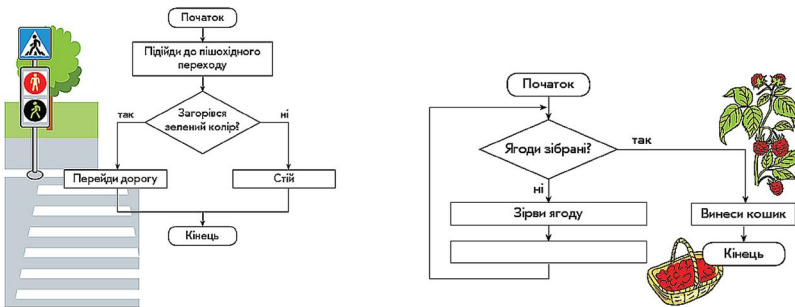 Початок
Підійди до пішохідного
переходу
Загорівся
зелений колір?
так
ні
Перейди дорогу
Стій
Кінець
Початок
Ягоди зібрані?
так
ні
Зірви ягоду
Винеси кошик
Кінець